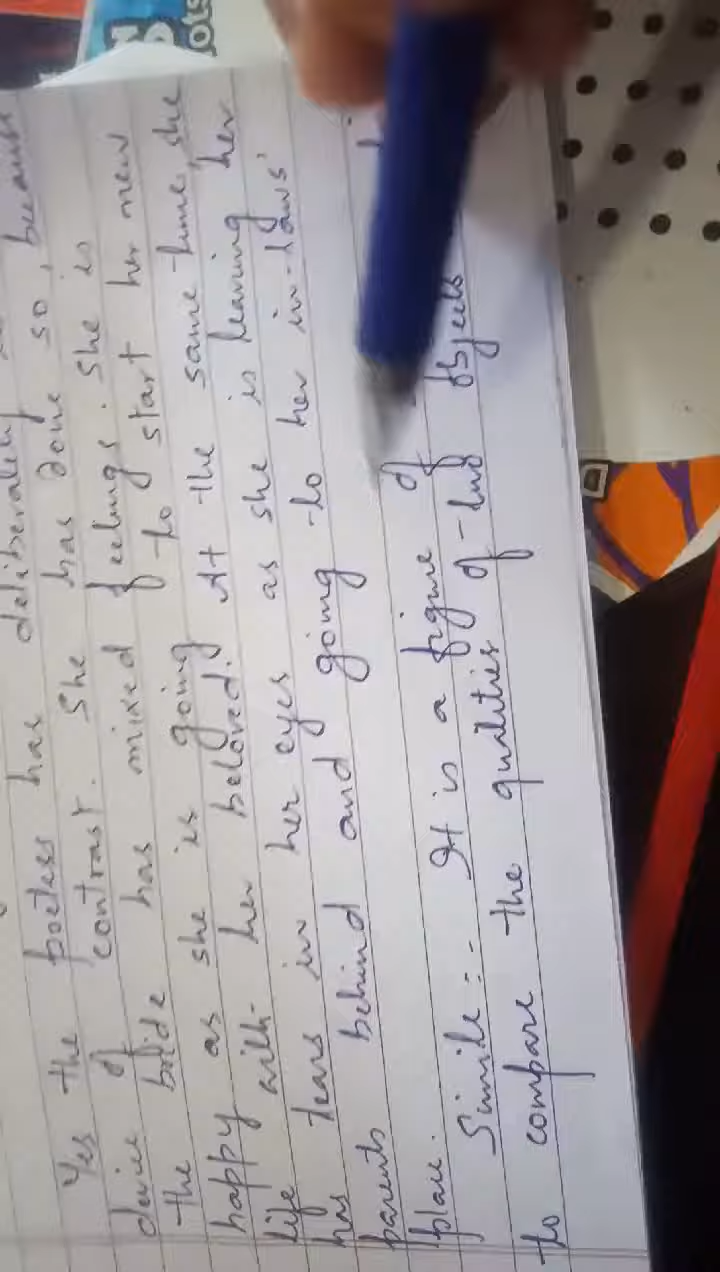 Yes the poetess has deliberately because
device of contrast. She has done so,
the bride has mixed feelings. She is
happy as she is going to start her new
life with her beloved. At the same time, she
has tears in her eyes as she is leaving her
parents behind and going to her in-laws'
place.
Simile :- It is a figure of
to compare the qualities of two objects